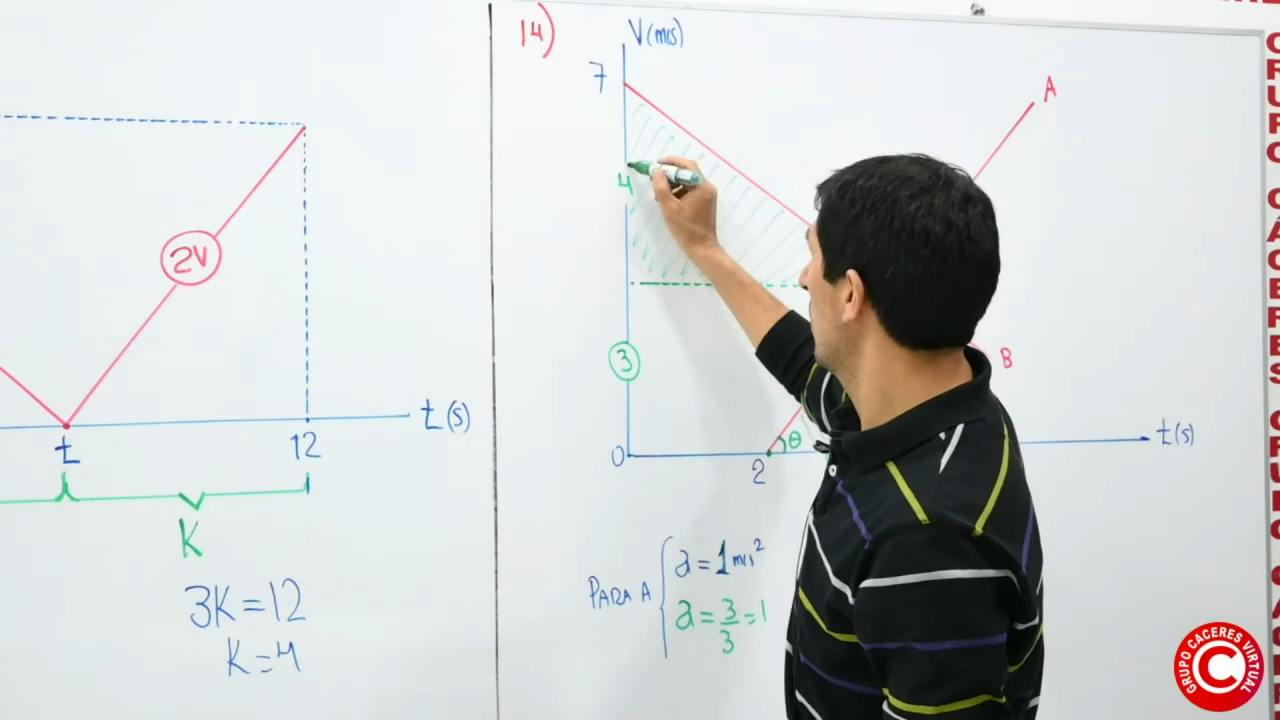 2V
t(s)
t
12
K
3K=12
K=4
14)
V(m/s)
7
4
3
0
2
θ
A
B
t(s)
PARA A
a=1m/s²
a=3/3=1
GRUPO CACERES VIRTUAL
C